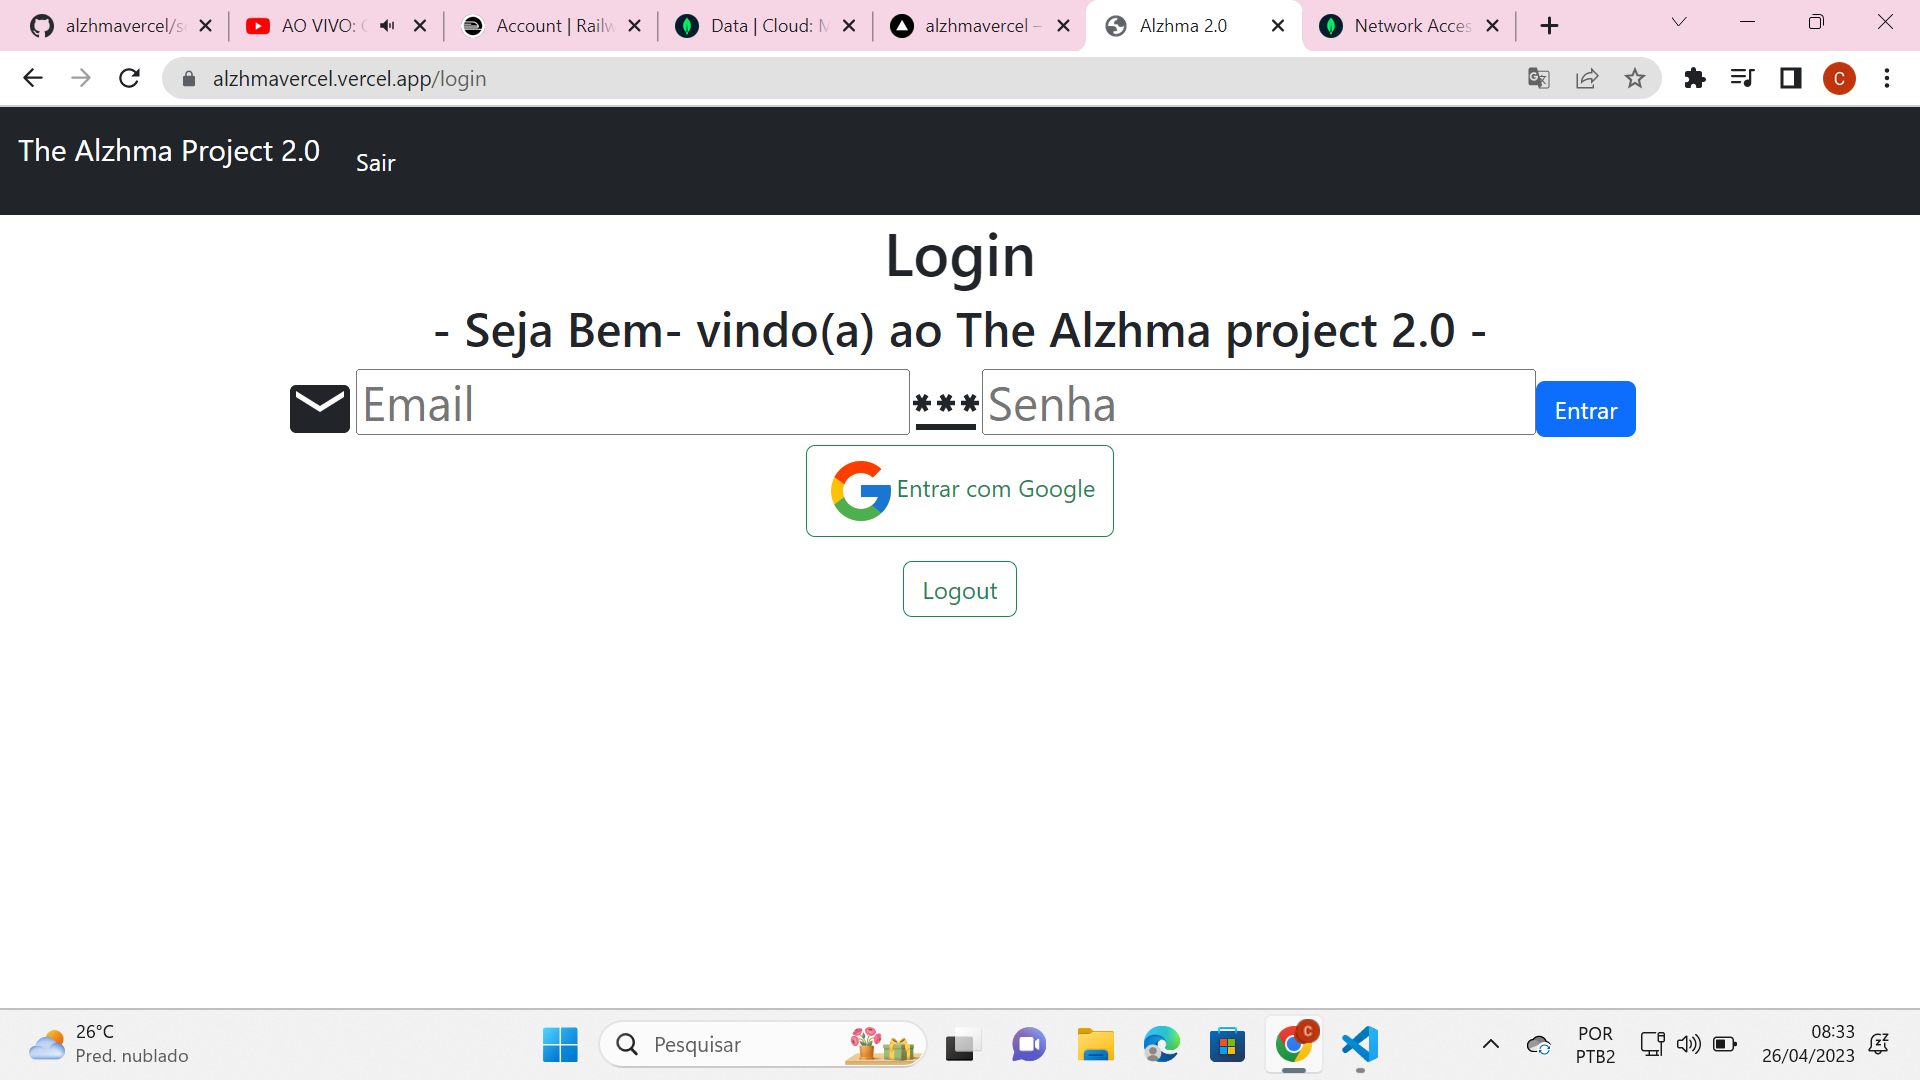 alzhmavercel/s
AO VIVO:
Account | Railw
Data | Cloud: M
alzhmavercel –
Alzhma 2.0
Network Acces
alzhmavercel.vercel.app/login
C
The Alzhma Project 2.0
Sair
Login
- Seja Bem- vindo(a) ao The Alzhma project 2.0 -
Email
***
Senha
Entrar
Entrar com Google
Logout
26°C
Pred. nublado
Pesquisar
C
POR
PTB2
08:33
26/04/2023